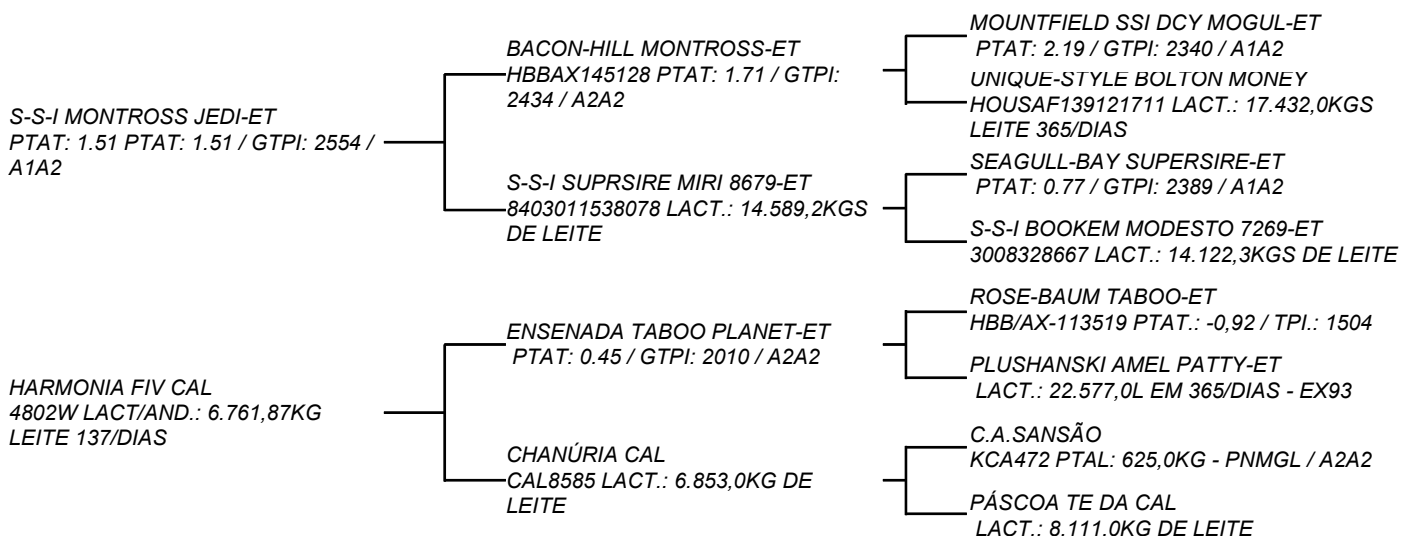 S-S-I MONTROSS JEDI-ET
PTAT: 1.51 PTAT: 1.51 / GTPI: 2554 /
A1A2
HARMONIA FIV CAL
4802W LACT/AND.: 6.761,87KG
LEITE 137/DIAS
BACON-HILL MONTROSS-ET
HBBAX145128 PTAT: 1.71 / GTPI:
2434 / A2A2
S-S-I SUPRSIRE MIRI 8679-ET
8403011538078 LACT.: 14.589,2KGS
DE LEITE
ENSENADA TABOO PLANET-ET
PTAT: 0.45 / GTPI: 2010 / A2A2
CHANÚRIA CAL
CAL8585 LACT.: 6.853,0KG DE
LEITE
MOUNTFIELD SSI DCY MOGUL-ET
PTAT: 2.19 / GTPI: 2340 / A1A2
UNIQUE-STYLE BOLTON MONEY
HOUSAF139121711 LACT.: 17.432,0KGS
LEITE 365/DIAS
SEAGULL-BAY SUPERSIRE-ET
PTAT: 0.77 / GTPI: 2389 / A1A2
S-S-I BOOKEM MODESTO 7269-ET
3008328667 LACT.: 14.122,3KGS DE LEITE
ROSE-BAUM TABOO-ET
HBB/AX-113519 PTAT.: -0,92 / TPI.: 1504
PLUSHANSKI AMEL PATTY-ET
LACT.: 22.577,0L EM 365/DIAS - EX93
C.A.SANSÃO
KCA472 PTAL: 625,0KG - PNMGL / A2A2
PÁSCOA TE DA CAL
LACT.: 8.111,0KG DE LEITE